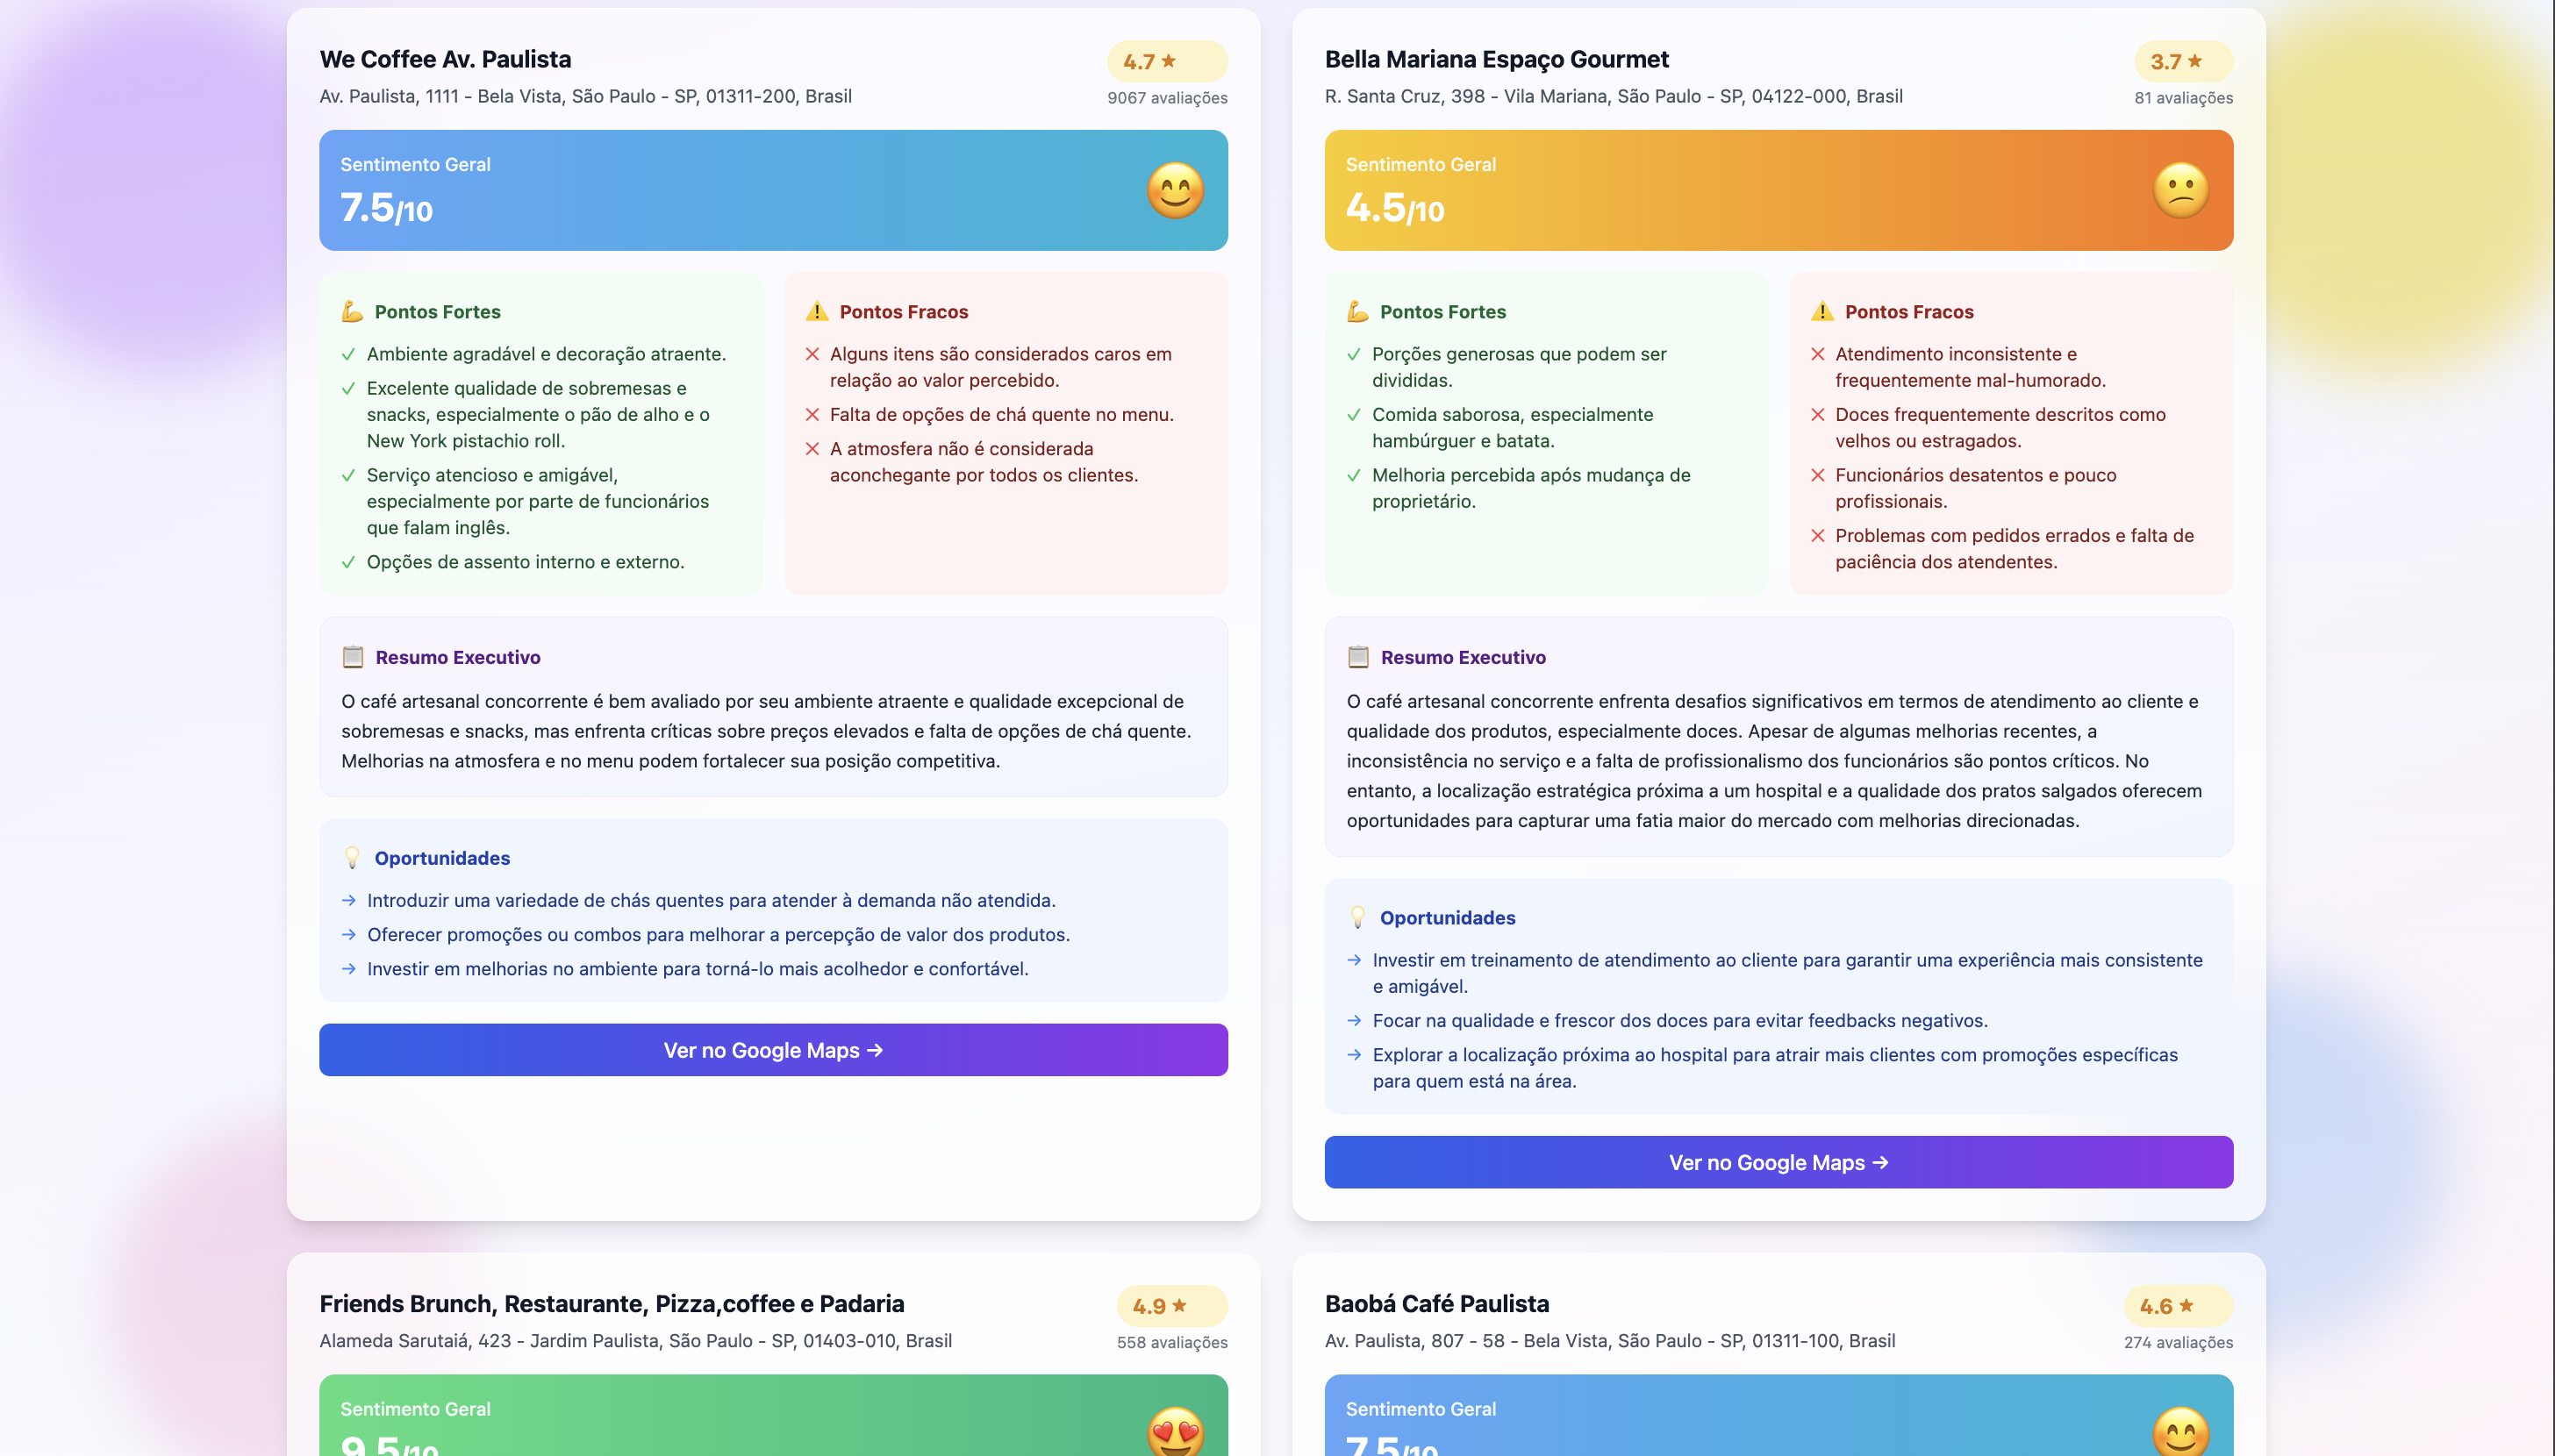 We Coffee Av. Paulista
4.7 ★
Av. Paulista, 1111 - Bela Vista, São Paulo - SP, 01311-200, Brasil
9067 avaliações
Sentimento Geral
7.5/10
Pontos Fortes
Ambiente agradável e decoração atraente.
Excelente qualidade de sobremesas e
snacks, especialmente o pão de alho e o
New York pistachio roll.
Serviço atencioso e amigável,
especialmente por parte de funcionários
que falam inglês.
Opções de assento interno e externo.
Pontos Fracos
Alguns itens são considerados caros em
relação ao valor percebido.
Falta de opções de chá quente no menu.
A atmosfera não é considerada
aconchegante por todos os clientes.
Resumo Executivo
O café artesanal concorrente é bem avaliado por seu ambiente atraente e qualidade excepcional de
sobremesas e snacks, mas enfrenta críticas sobre preços elevados e falta de opções de chá quente.
Melhorias na atmosfera e no menu podem fortalecer sua posição competitiva.
Oportunidades
→ Introduzir uma variedade de chás quentes para atender à demanda não atendida.
→ Oferecer promoções ou combos para melhorar a percepção de valor dos produtos.
→ Investir em melhorias no ambiente para torná-lo mais acolhedor e confortável.
Ver no Google Maps →
Bella Mariana Espaço Gourmet
3.7 ★
R. Santa Cruz, 398 - Vila Mariana, São Paulo - SP, 04122-000, Brasil
81 avaliações
Sentimento Geral
4.5/10
Pontos Fortes
Porções generosas que podem ser
divididas.
Comida saborosa, especialmente
hambúrguer e batata.
Melhoria percebida após mudança de
proprietário.
Pontos Fracos
Atendimento inconsistente e
frequentemente mal-humorado.
Doces frequentemente descritos como
velhos ou estragados.
Funcionários desatentos e pouco
profissionais.
Problemas com pedidos errados e falta de
paciência dos atendentes.
Resumo Executivo
O café artesanal concorrente enfrenta desafios significativos em termos de atendimento ao cliente e
qualidade dos produtos, especialmente doces. Apesar de algumas melhorias recentes, a
inconsistência no serviço e a falta de profissionalismo dos funcionários são pontos críticos. No
entanto, a localização estratégica próxima a um hospital e a qualidade dos pratos salgados oferecem
oportunidades para capturar uma fatia maior do mercado com melhorias direcionadas.
Oportunidades
→ Investir em treinamento de atendimento ao cliente para garantir uma experiência mais consistente
e amigável.
→ Focar na qualidade e frescor dos doces para evitar feedbacks negativos.
→ Explorar a localização próxima ao hospital para atrair mais clientes com promoções específicas
para quem está na área.
Ver no Google Maps →
Friends Brunch, Restaurante, Pizza,coffee e Padaria
4.9 ★
Alameda Sarutaiá, 423 - Jardim Paulista, São Paulo - SP, 01403-010, Brasil
558 avaliações
Sentimento Geral
9.5/10
Baobá Café Paulista
4.6 ★
Av. Paulista, 807 - 58 - Bela Vista, São Paulo - SP, 01311-100, Brasil
274 avaliações
Sentimento Geral
7.5/10